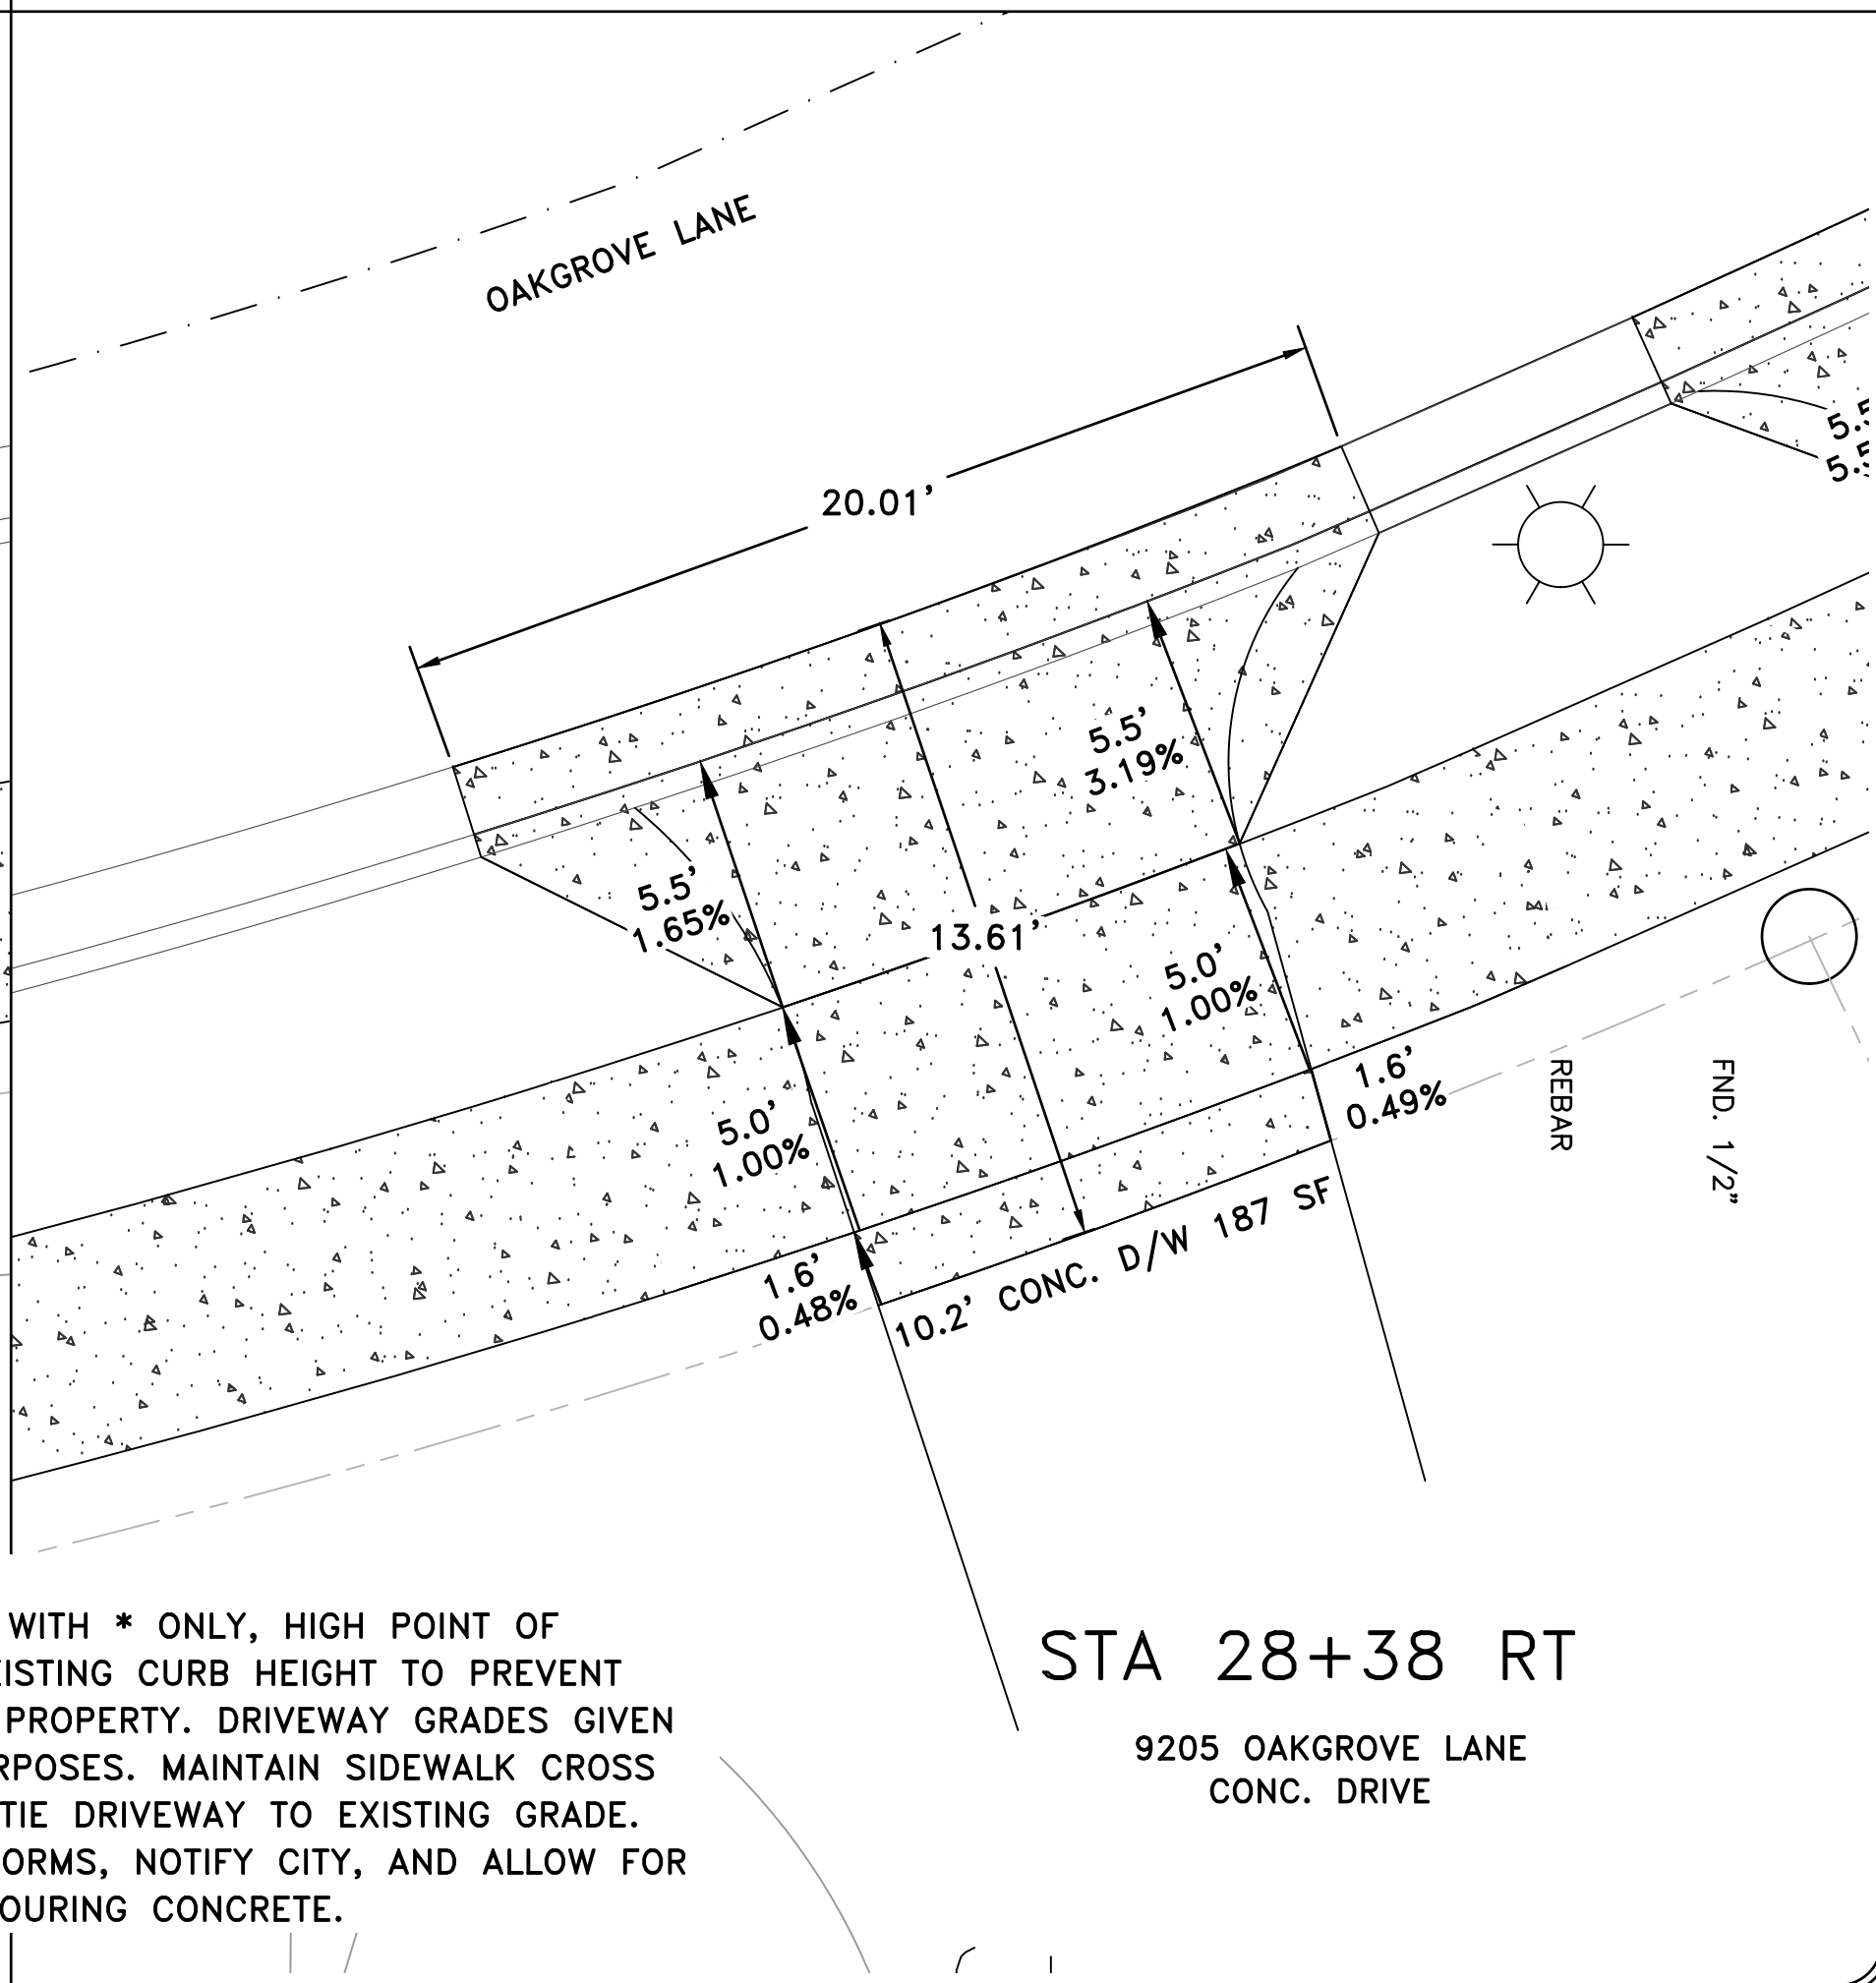 OAKGROVE LANE
20.01'
5.5'
3.19%
5.5'
1.65%
13.61'
5.0'
1.00%
5.0'
1.00%
1.6'
0.49%
1.6'
0.48%
10.2' CONC. D/W 187 SF
FND. 1/2"
REBAR
WITH * ONLY, HIGH POINT OF
ISTING CURB HEIGHT TO PREVENT
PROPERTY. DRIVEWAY GRADES GIVEN
RPOSES. MAINTAIN SIDEWALK CROSS
TIE DRIVEWAY TO EXISTING GRADE.
ORMS, NOTIFY CITY, AND ALLOW FOR
OURING CONCRETE.
STA 28+38 RT
9205 OAKGROVE LANE
CONC. DRIVE